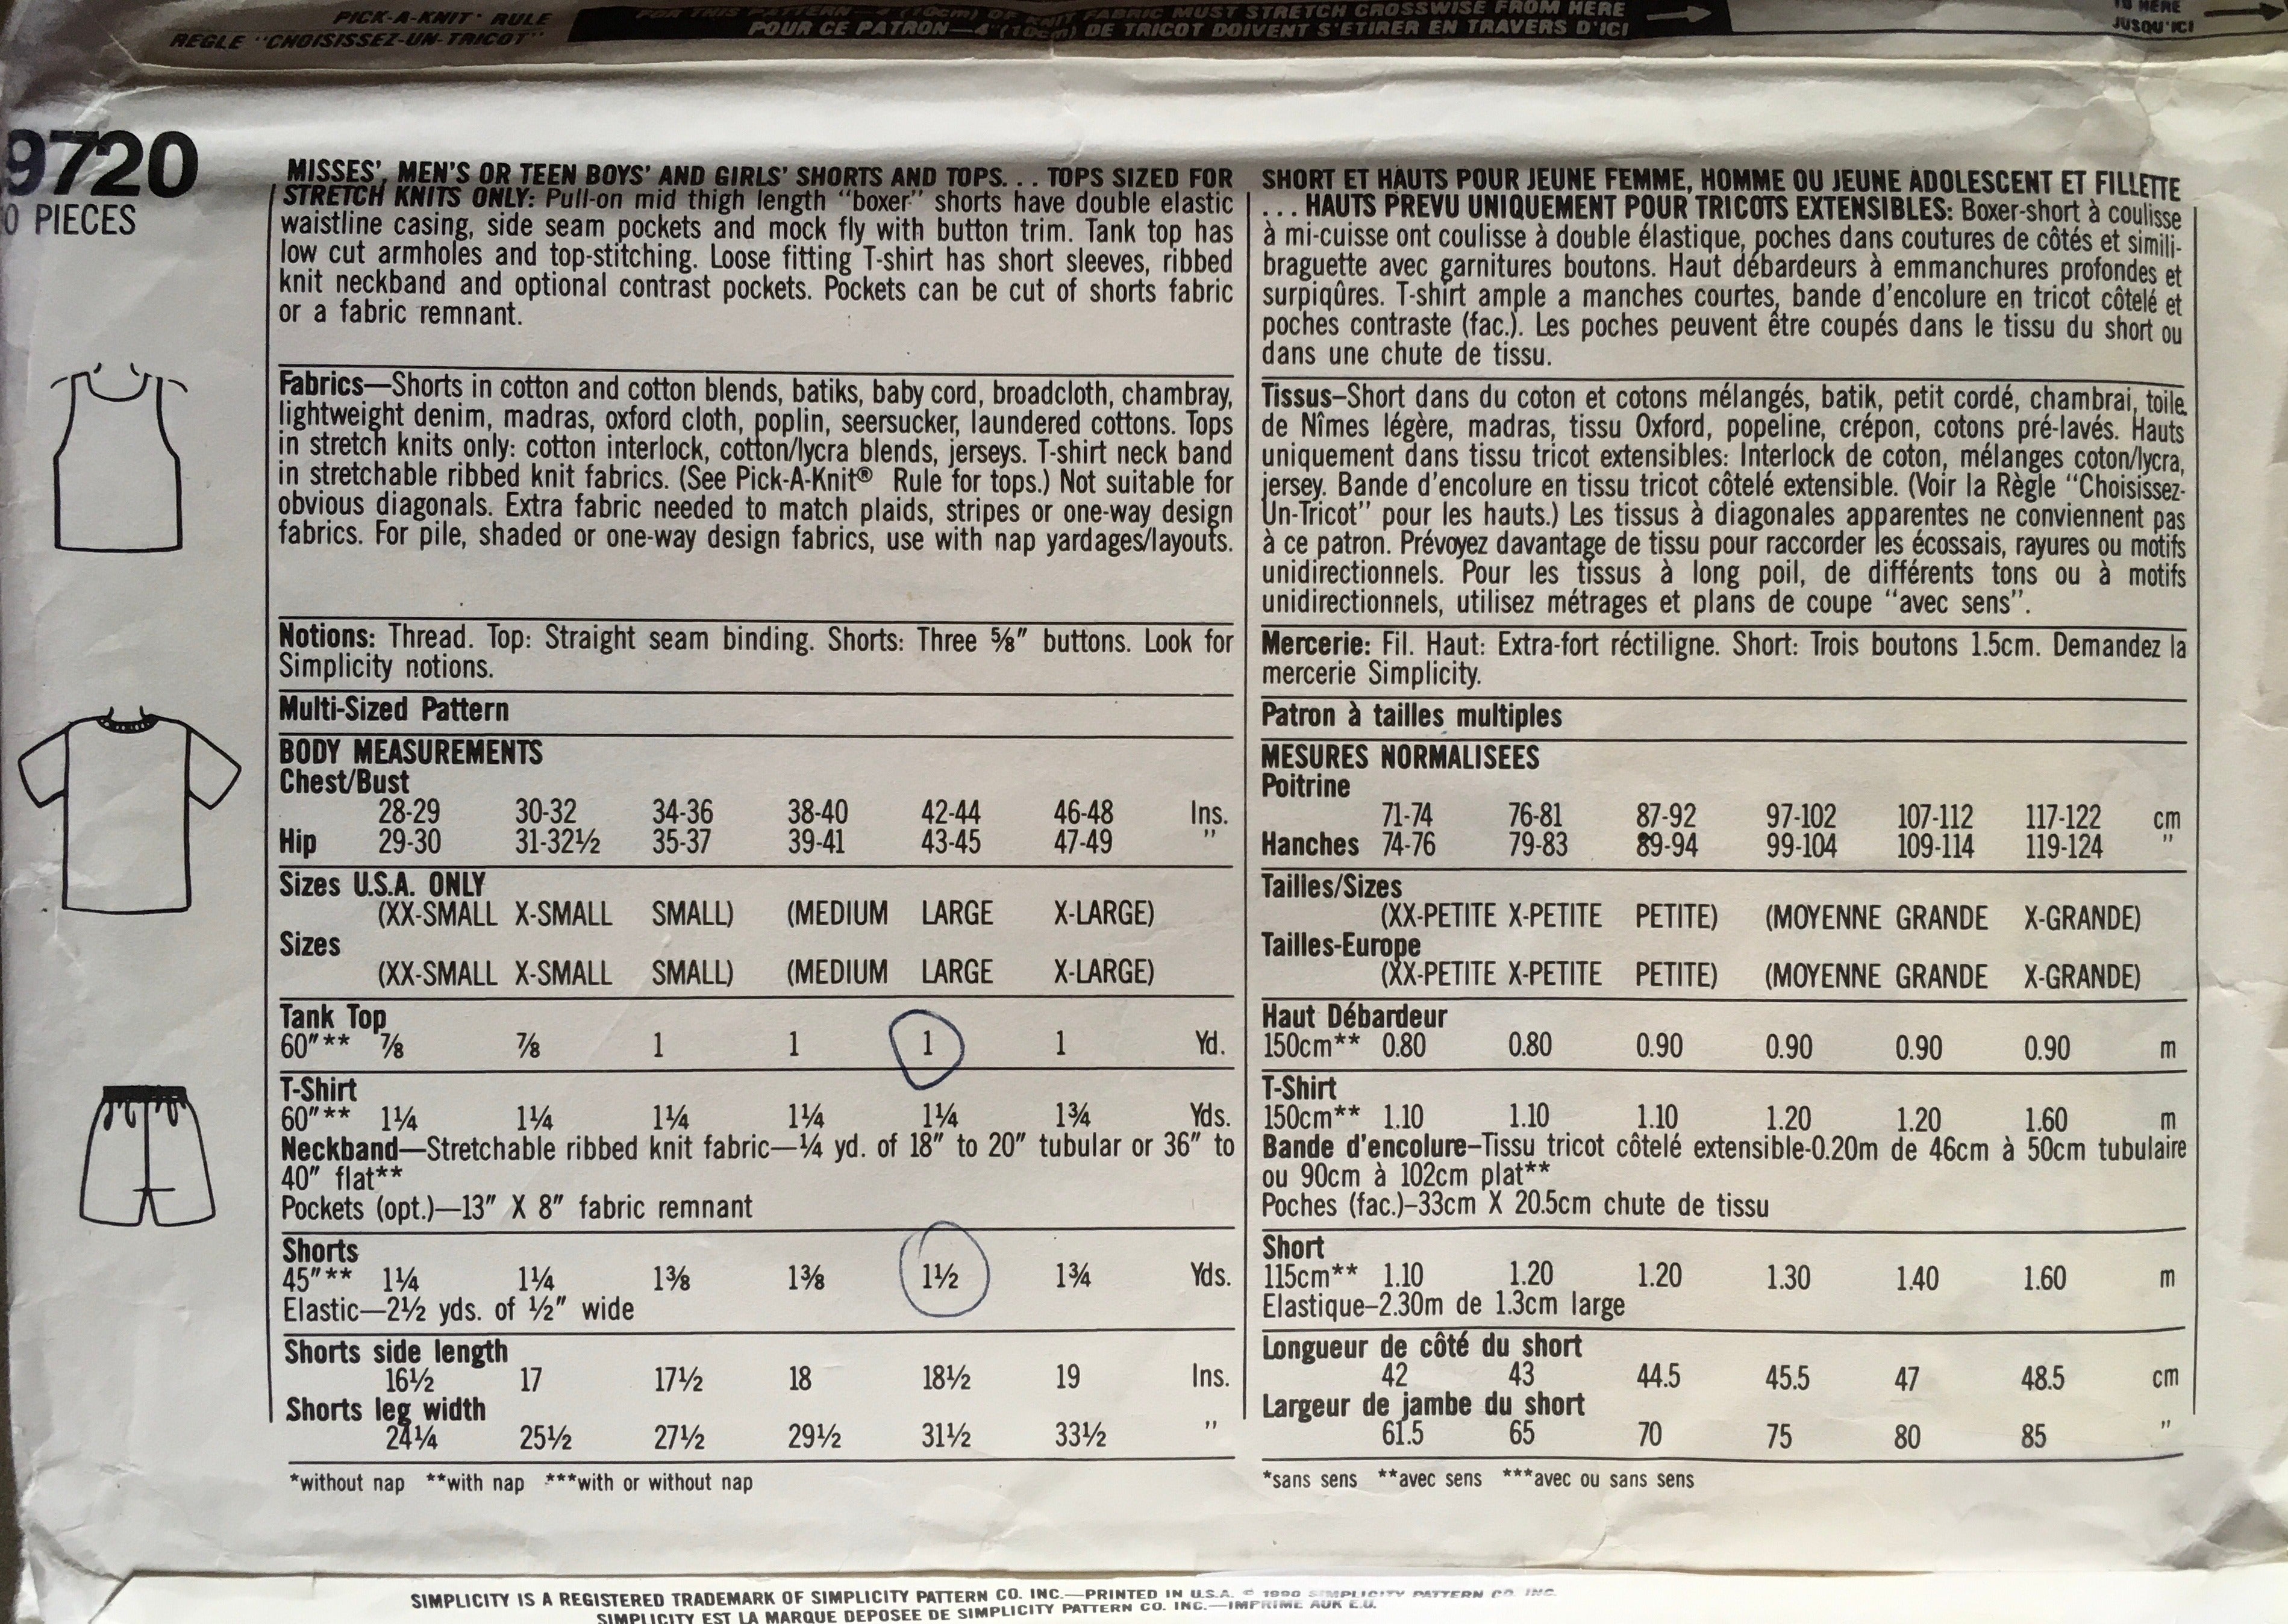 PICK-A-KNIT® RULE
REGLE "CHOISISSEZ-UN-TRICOT"
FOR THIS PATTERN—4"(10cm) OF KNIT FABRIC MUST STRETCH CROSSWISE FROM HERE
POUR CE PATRON—4"(10cm) DE TRICOT DOIVENT S'ETIRER EN TRAVERS D'ICI
TO HERE
JUSQU'ICI
9720
0 PIECES
MISSES', MEN'S OR TEEN BOYS' AND GIRLS' SHORTS AND TOPS. . . TOPS SIZED FOR
STRETCH KNITS ONLY: Pull-on mid thigh length "boxer" shorts have double elastic
waistline casing, side seam pockets and mock fly with button trim. Tank top has
low cut armholes and top-stitching. Loose fitting T-shirt has short sleeves, ribbed
knit neckband and optional contrast pockets. Pockets can be cut of shorts fabric
or a fabric remnant.
Fabrics—Shorts in cotton and cotton blends, batiks, baby cord, broadcloth, chambray,
lightweight denim, madras, oxford cloth, poplin, seersucker, laundered cottons. Tops
in stretch knits only: cotton interlock, cotton/lycra blends, jerseys. T-shirt neck band
in stretchable ribbed knit fabrics. (See Pick-A-Knit® Rule for tops.) Not suitable for
obvious diagonals. Extra fabric needed to match plaids, stripes or one-way design
fabrics. For pile, shaded or one-way design fabrics, use with nap yardages/layouts.
Notions: Thread. Top: Straight seam binding. Shorts: Three ⅝" buttons. Look for
Simplicity notions.
Multi-Sized Pattern
BODY MEASUREMENTS
Chest/Bust
28-29 30-32 34-36 38-40 42-44 46-48 Ins.
Hip 29-30 31-32½ 35-37 39-41 43-45 47-49 "
Sizes U.S.A. ONLY
(XX-SMALL X-SMALL SMALL) (MEDIUM LARGE X-LARGE)
Sizes
(XX-SMALL X-SMALL SMALL) (MEDIUM LARGE X-LARGE)
Tank Top
60"** ⅞ ⅞ 1 1 1 1 Yd.
T-Shirt
60"** 1¼ 1¼ 1¼ 1¼ 1¼ 1¾ Yds.
Neckband—Stretchable ribbed knit fabric—¼ yd. of 18" to 20" tubular or 36" to
40" flat**
Pockets (opt.)—13" X 8" fabric remnant
Shorts
45"** 1¼ 1¼ 1⅜ 1⅜ 1½ 1¾ Yds.
Elastic—2½ yds. of ½" wide
Shorts side length
16½ 17 17½ 18 18½ 19 Ins.
Shorts leg width
24¼ 25½ 27½ 29½ 31½ 33½ "
*without nap **with nap ***with or without nap
SHORT ET HAUTS POUR JEUNE FEMME, HOMME OU JEUNE ADOLESCENT ET FILLETTE
. . . HAUTS PREVU UNIQUEMENT POUR TRICOTS EXTENSIBLES: Boxer-short à coulisse
à mi-cuisse ont coulisse à double élastique, poches dans coutures de côtés et simili-
braguette avec garnitures boutons. Haut débardeurs à emmanchures profondes et
surpiqûres. T-shirt ample a manches courtes, bande d'encolure en tricot côtelé et
poches contraste (fac.). Les poches peuvent être coupés dans le tissu du short ou
dans une chute de tissu.
Tissus–Short dans du coton et cotons mélangés, batik, petit cordé, chambrai, toile
de Nîmes légère, madras, tissu Oxford, popeline, crépon, cotons pré-lavés. Hauts
uniquement dans tissu tricot extensibles: Interlock de coton, mélanges coton/lycra,
jersey. Bande d'encolure en tissu tricot côtelé extensible. (Voir la Règle "Choisissez-
Un-Tricot" pour les hauts.) Les tissus à diagonales apparentes ne conviennent pas
à ce patron. Prévoyez davantage de tissu pour raccorder les écossais, rayures ou motifs
unidirectionnels. Pour les tissus à long poil, de différents tons ou à motifs
unidirectionnels, utilisez métrages et plans de coupe "avec sens".
Mercerie: Fil. Haut: Extra-fort réctiligne. Short: Trois boutons 1.5cm. Demandez la
mercerie Simplicity.
Patron à tailles multiples
MESURES NORMALISEES
Poitrine
71-74 76-81 87-92 97-102 107-112 117-122 cm
Hanches 74-76 79-83 89-94 99-104 109-114 119-124 "
Tailles/Sizes
(XX-PETITE X-PETITE PETITE) (MOYENNE GRANDE X-GRANDE)
Tailles-Europe
(XX-PETITE X-PETITE PETITE) (MOYENNE GRANDE X-GRANDE)
Haut Débardeur
150cm** 0.80 0.80 0.90 0.90 0.90 0.90 m
T-Shirt
150cm** 1.10 1.10 1.10 1.20 1.20 1.60 m
Bande d'encolure–Tissu tricot côtelé extensible-0.20m de 46cm à 50cm tubulaire
ou 90cm à 102cm plat**
Poches (fac.)–33cm X 20.5cm chute de tissu
Short
115cm** 1.10 1.20 1.20 1.30 1.40 1.60 m
Elastique–2.30m de 1.3cm large
Longueur de côté du short
42 43 44.5 45.5 47 48.5 cm
Largeur de jambe du short
61.5 65 70 75 80 85 "
*sans sens **avec sens ***avec ou sans sens
SIMPLICITY IS A REGISTERED TRADEMARK OF SIMPLICITY PATTERN CO. INC.—PRINTED IN U.S.A. © SIMPLICITY PATTERN CO. INC.
SIMPLICITY EST LA MARQUE DEPOSEE DE SIMPLICITY PATTERN CO. INC.—IMPRIME AUX E.U.